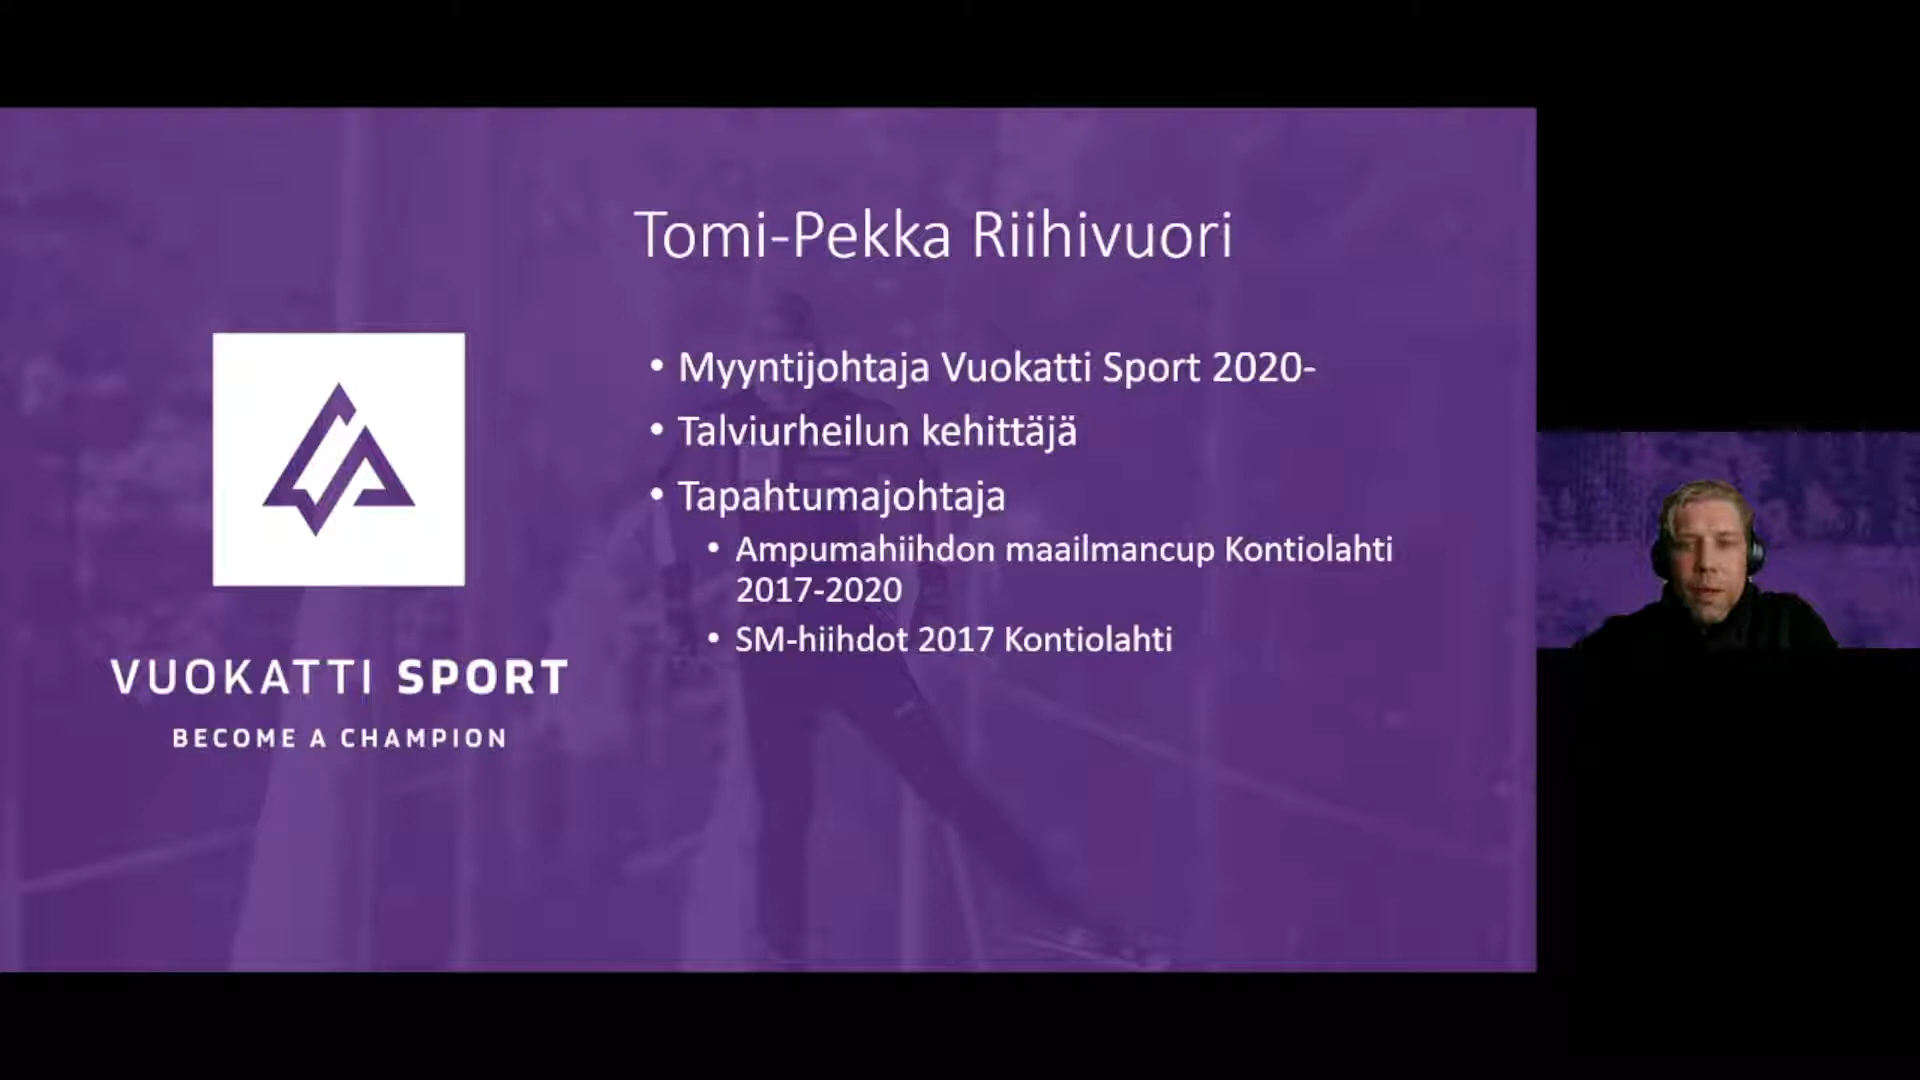 Tomi-Pekka Riihivuori
• Myyntijohtaja Vuokatti Sport 2020-
• Talviurheilun kehittäjä
• Tapahtumajohtaja
• Ampumahiihdon maailmancup Kontiolahti
2017-2020
• SM-hiihdot 2017 Kontiolahti
VUOKATTI SPORT
BECOME A CHAMPION